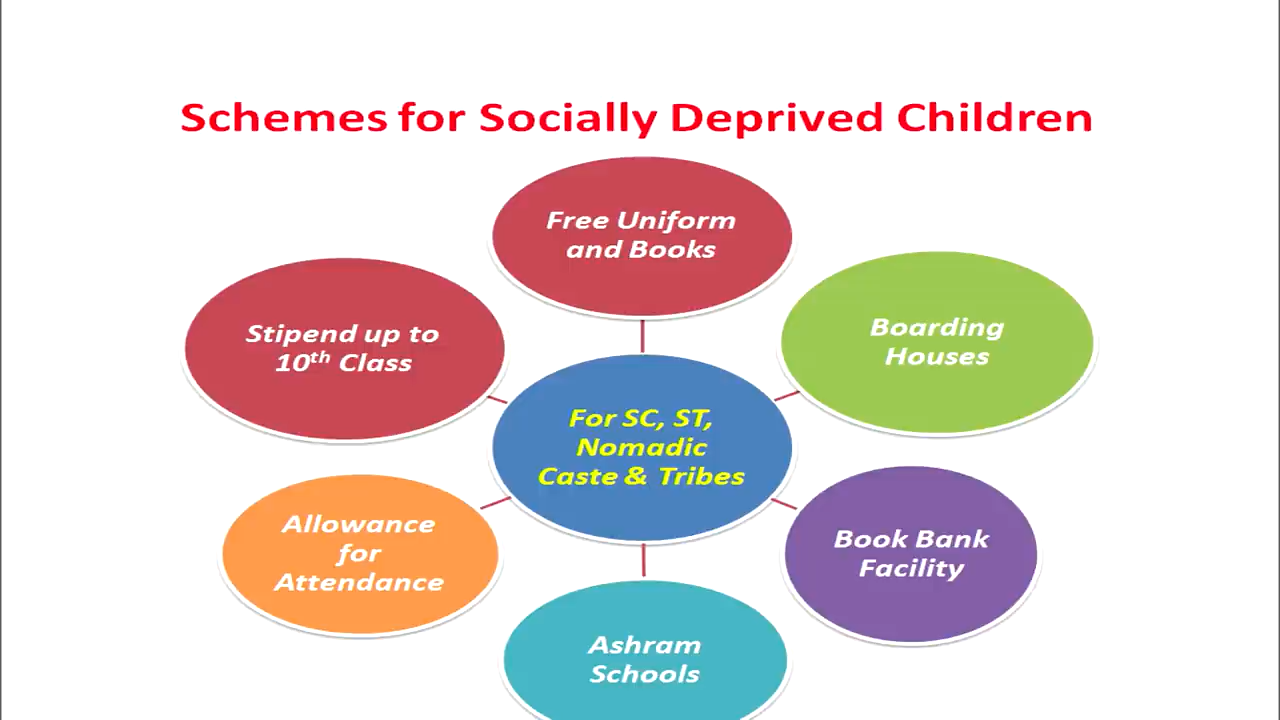 Schemes for Socially Deprived Children
Free Uniform
and Books
Boarding
Houses
Book Bank
Facility
Ashram
Schools
Allowance
for
Attendance
Stipend up to
10th Class
For SC, ST,
Nomadic
Caste & Tribes